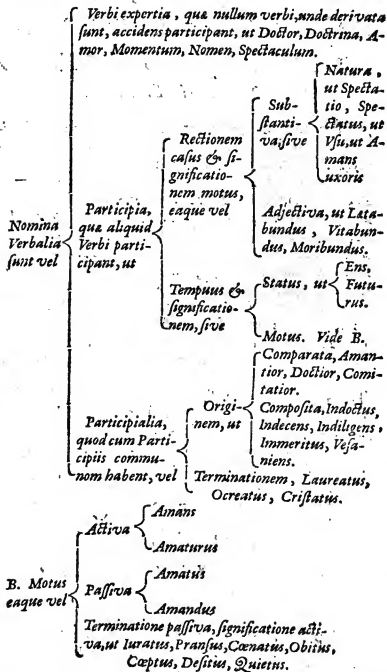 Verbi expertia, quæ nullum verbi, unde derivata
ſunt, accidens participant, ut Doctor, Doctrina, A-
mor, Momentum, Nomen, Spectaculum.
Nomina
Verbalia
ſunt vel
Participia,
quæ aliquid
Verbi parti-
cipant, ut
Rectionem
caſus & ſi-
gnificatio-
nem motus,
eaque vel
Sub-
ſtanti-
va, ſive
Naturâ,
ut Specta-
tio, Spe-
ctatus, ut
Vſu, ut A-
mans
uxoris
Adjectiva, ut Læta-
bundus, Vitabun-
dus, Moribundus.
Tempuus &
ſignificatio-
nem, ſive
Status, ut
Ens,
Futu-
rus.
Motus. Vide B.
Participialia,
quod cum Parti-
cipiis commu-
nom habent, vel
Origi-
nem, ut
Comparata, Aman-
tior, Doctior, Comi-
tatior.
Compoſita, Indoctus,
Indecens, Indiligens,
Immeritus, Veſa-
niens.
Terminationem, Laureatus,
Ocreatus, Criſtatus.
B. Motus
eaque vel
Activa
Amans
Amaturus
Paſſiva
Amatus
Amandus
Terminatione paſſiva, ſignificatione acti-
va, ut Iuratus, Pranſus, Cœnatus, Obitus,
Cœptus, Deſitus, Quietus.